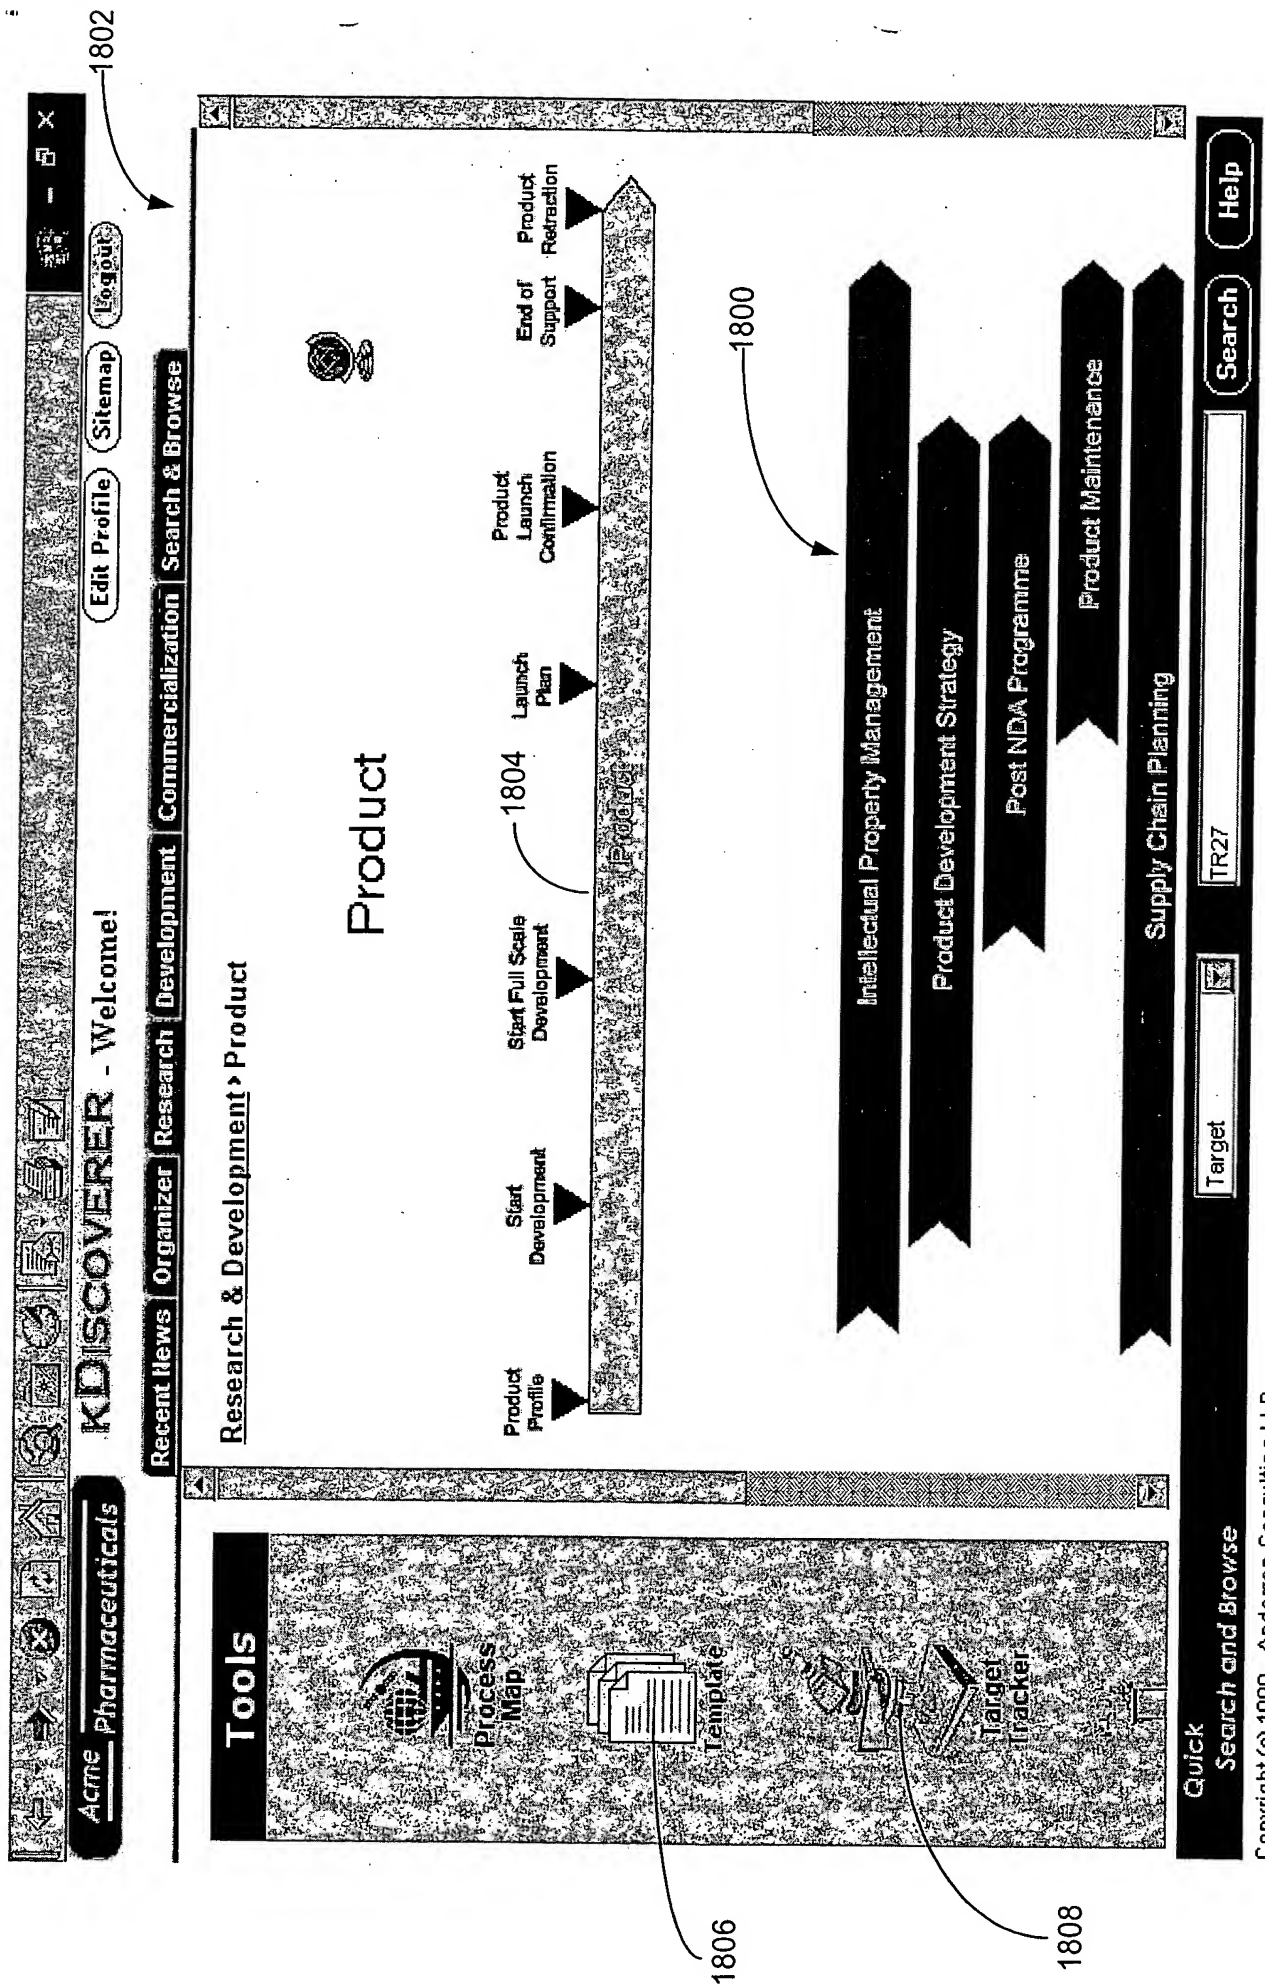 1802
Acme
Pharmaceuticals
KDISCOVERER - Welcome!
Edit Profile
Sitemap
Logout
Recent News
Organizer
Research
Development
Commercialization
Search & Browse
Tools
Process
Map
Template
Target
Tracker
1806
1808
Research & Development > Product
Product
Product
Profile
Start
Development
Start Full Scale
Development
1804
Launch
Plan
Product
Launch
Confirmation
End of
Support
Product
Retraction
Product
1800
Intellectual Property Management
Product Development Strategy
Post NDA Programme
Product Maintenance
Supply Chain Planning
Quick
Search and Browse
Target
TR27
Search
Help